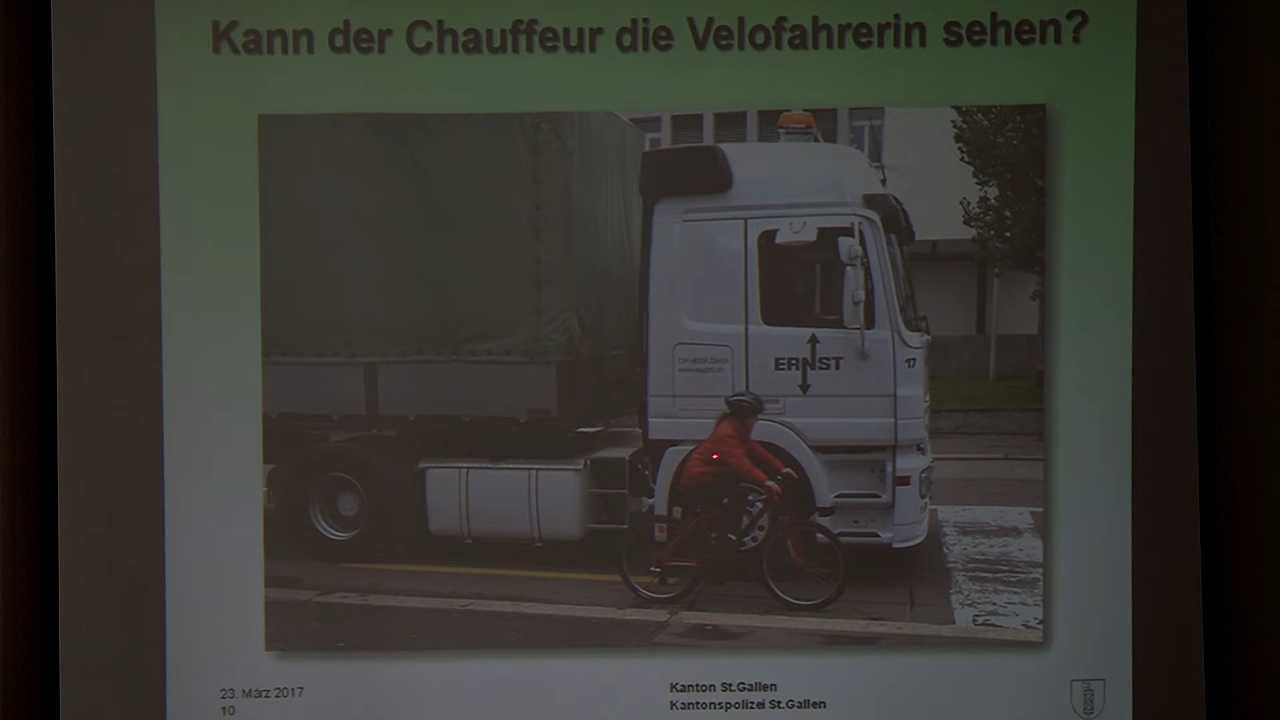 Kann der Chauffeur die Velofahrerin sehen?
ERNST
17
23. März 2017
10
Kanton St.Gallen
Kantonspolizei St.Gallen